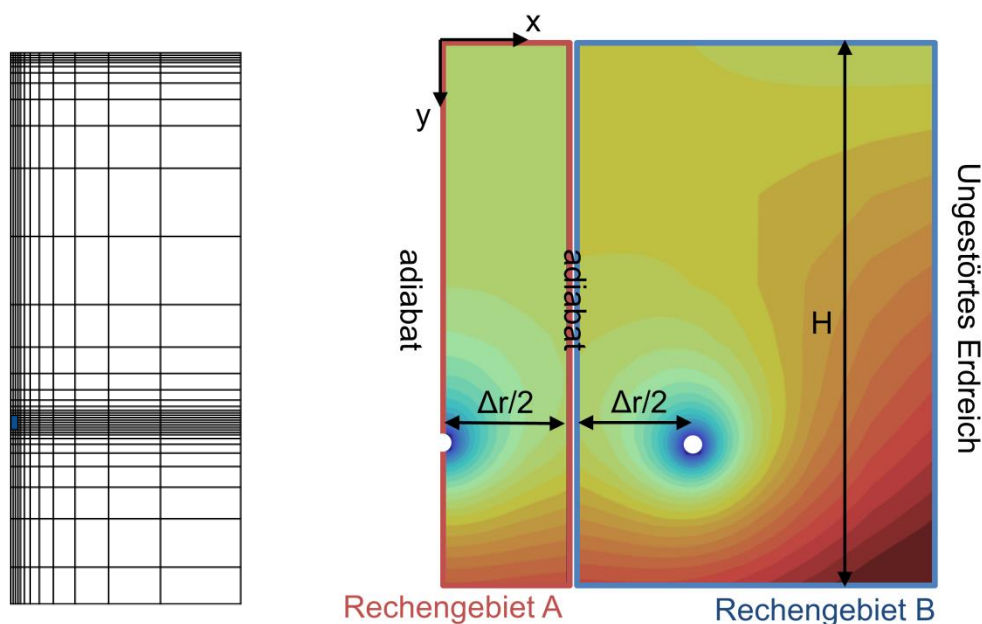 x
y
adiabat
adiabat
Ungestörtes Erdreich
H
Δr/2
Δr/2
Rechengebiet A
Rechengebiet B